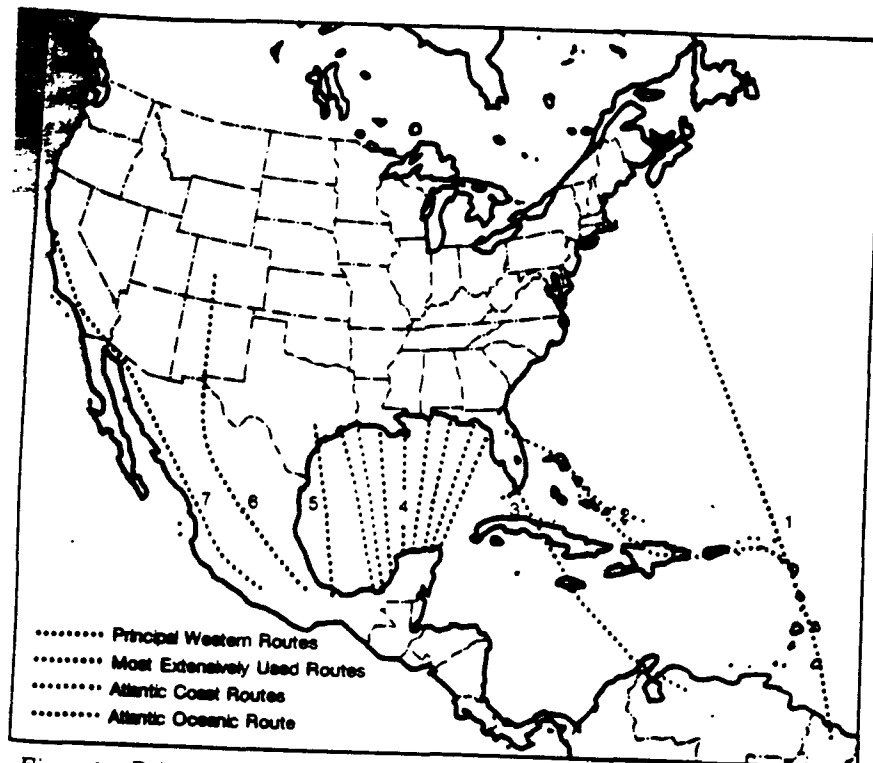 1
2
3
4
5
6
7
Principal Western Routes
Most Extensively Used Routes
Atlantic Coast Routes
Atlantic Oceanic Route